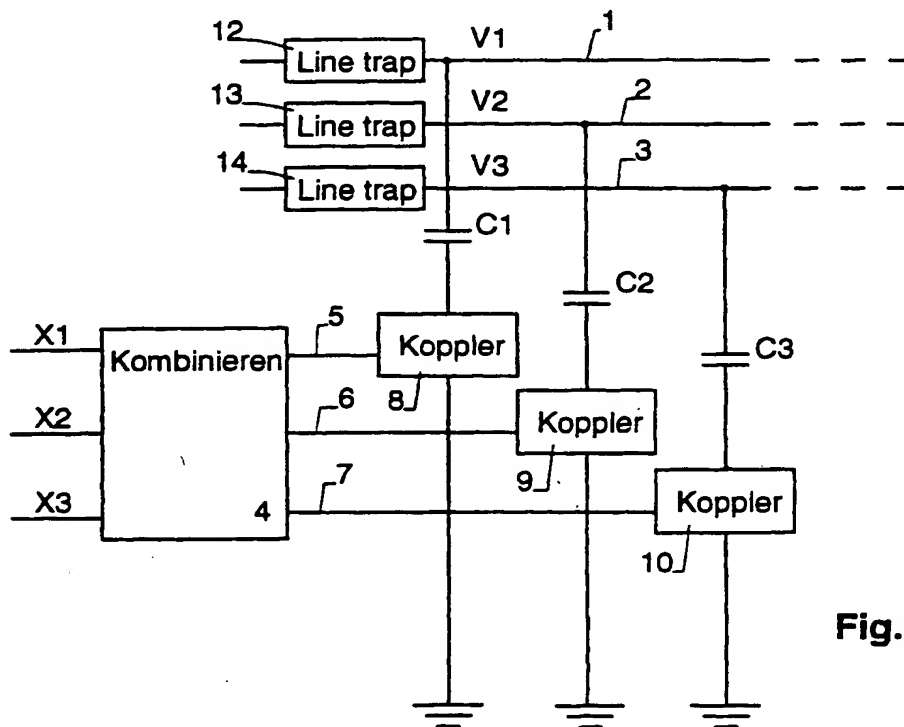 12 Line trap V1 1
13 Line trap V2 2
14 Line trap V3 3
C1
C2
C3
X1 Kombinieren 5 Koppler
8
X2 6 Koppler
9
X3 4 7 Koppler
10
Fig.